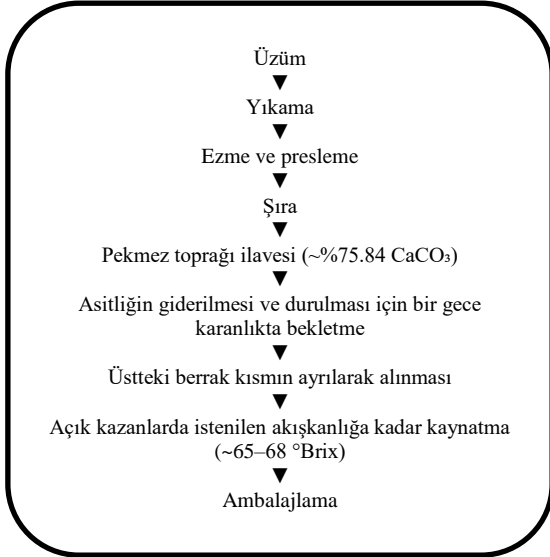 Üzüm
▼
Yıkama
▼
Ezme ve presleme
▼
Şıra
▼
Pekmez toprağı ilavesi (~%75.84 CaCO₃)
▼
Asitliğin giderilmesi ve durulması için bir gece
karanlıkta bekletme
▼
Üstteki berrak kısmın ayrılarak alınması
▼
Açık kazanlarda istenilen akışkanlığa kadar kaynatma
(~65–68 °Brix)
▼
Ambalajlama